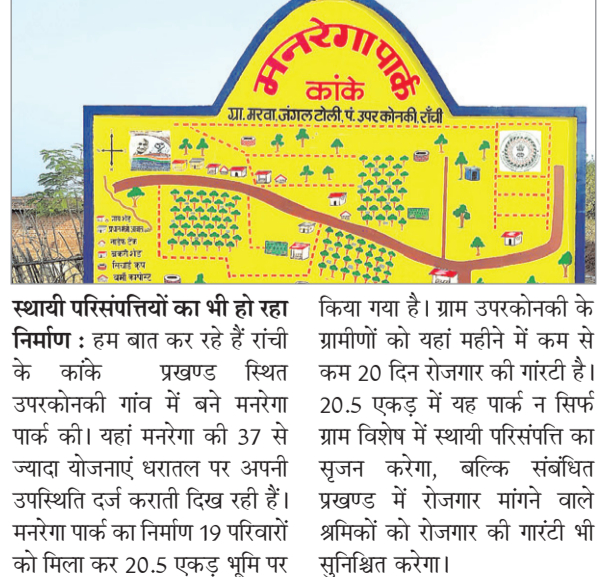 मनरेगा पार्क
कांके
ग्रा. मरवा, जंगल टोली, पं. उपर कोनकी, राँची
स्थायी परिसंपत्तियों का भी हो रहा
निर्माण : हम बात कर रहे हैं रांची
के कांके प्रखण्ड स्थित
उपरकोनकी गांव में बने मनरेगा
पार्क की। यहां मनरेगा की 37 से
ज्यादा योजनाएं धरातल पर अपनी
उपस्थिति दर्ज कराती दिख रही हैं।
मनरेगा पार्क का निर्माण 19 परिवारों
को मिला कर 20.5 एकड़ भूमि पर
किया गया है। ग्राम उपरकोनकी के
ग्रामीणों को यहां महीने में कम से
कम 20 दिन रोजगार की गांरटी है।
20.5 एकड़ में यह पार्क न सिर्फ
ग्राम विशेष में स्थायी परिसंपत्ति का
सृजन करेगा, बल्कि संबंधित
प्रखण्ड में रोजगार मांगने वाले
श्रमिकों को रोजगार की गारंटी भी
सुनिश्चित करेगा।